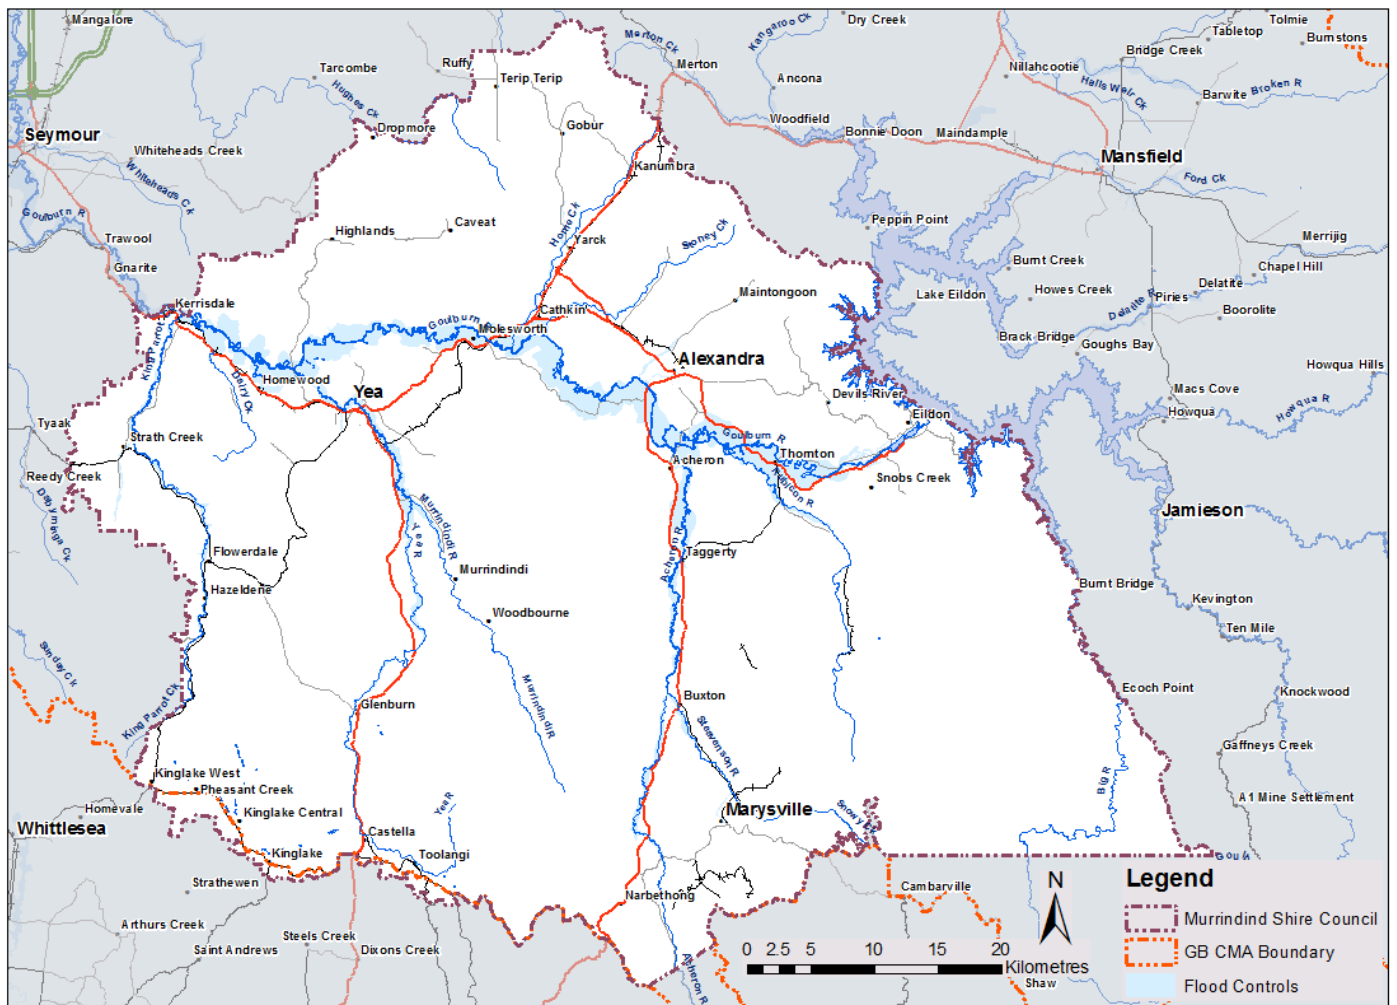 Mangalore
Dry Creek
Tolmie
Tabletop
Burnstons
Kangaroo Ck
Merton Ck
Bridge Creek
Ruffy
Merton
Tarcombe
Terip Terip
Ancona
Nillahcootie
Halls Weir Ck
Barwite
Broken R
Hughes Ck
Seymour
Dropmore
Gobur
Woodfield
Bonnie Doon
Maindample
Whiteheads Creek
Whiteheads Ck
Kanumbra
Mansfield
Ford Ck
Goulburn R
Caveat
Home Ck
Peppin Point
Trawool
Highlands
Yarck
Stoney Ck
Merrijig
Gnarite
Burnt Creek
Chapel Hill
Kerrisdale
Maintongoon
Lake Eildon
Howes Creek
Delatite R
Delatite
Piries
Cathkin
Boorolite
King Parrot
Goulburn R
Molesworth
Brack Bridge
Goughs Bay
Alexandra
Howqua Hills
Homewood
Dairy Ck
Yea
Devils River
Macs Cove
Howqua
Howqua R
Tyaak
Eildon
Strath Creek
Goulburn R
Thornton
Acheron
Reedy Creek
Snobs Creek
Rubicon R
Dabyminga Ck
Murrindindi R
Jamieson
Yea R
Acheron R
Flowerdale
Taggerty
Hazeldene
Murrindindi
Burnt Bridge
Kevington
Woodbourne
Ten Mile
Sunday Ck
King Parrot Ck
Murrindindi R
Glenburn
Buxton
Ecoch Point
Knockwood
Steavenson R
Gaffneys Creek
Kinglake West
Big R
Pheasant Creek
Homevale
Kinglake Central
Yea R
Marysville
A1 Mine Settlement
Whittlesea
Castella
Kinglake
Toolangi
Strathewen
Narbethong
Cambarville
Arthurs Creek
Steels Creek
Saint Andrews
Dixons Creek
Acheron R
Shaw
N
0 2.5 5 10 15 20
Kilometres
Legend
Murrindind Shire Council
GB CMA Boundary
Flood Controls